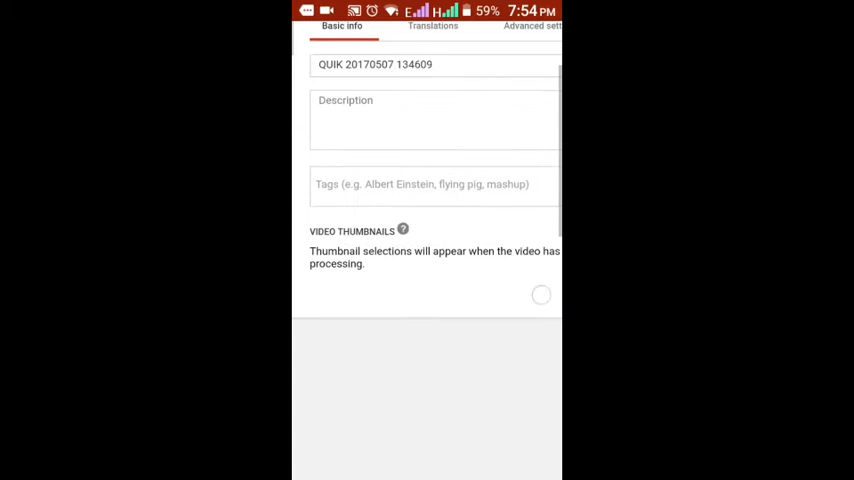 E H 59% 7:54 PM
Basic info Translations Advanced sett
QUIK 20170507 134609
Description
Tags (e.g. Albert Einstein, flying pig, mashup)
VIDEO THUMBNAILS ?
Thumbnail selections will appear when the video has
processing.